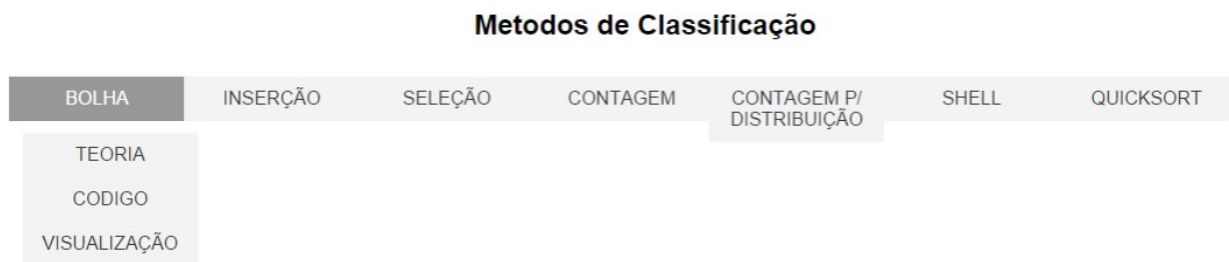 Metodos de Classificação
BOLHA INSERÇÃO SELEÇÃO CONTAGEM CONTAGEM P/ SHELL QUICKSORT
DISTRIBUIÇÃO
TEORIA
CODIGO
VISUALIZAÇÃO